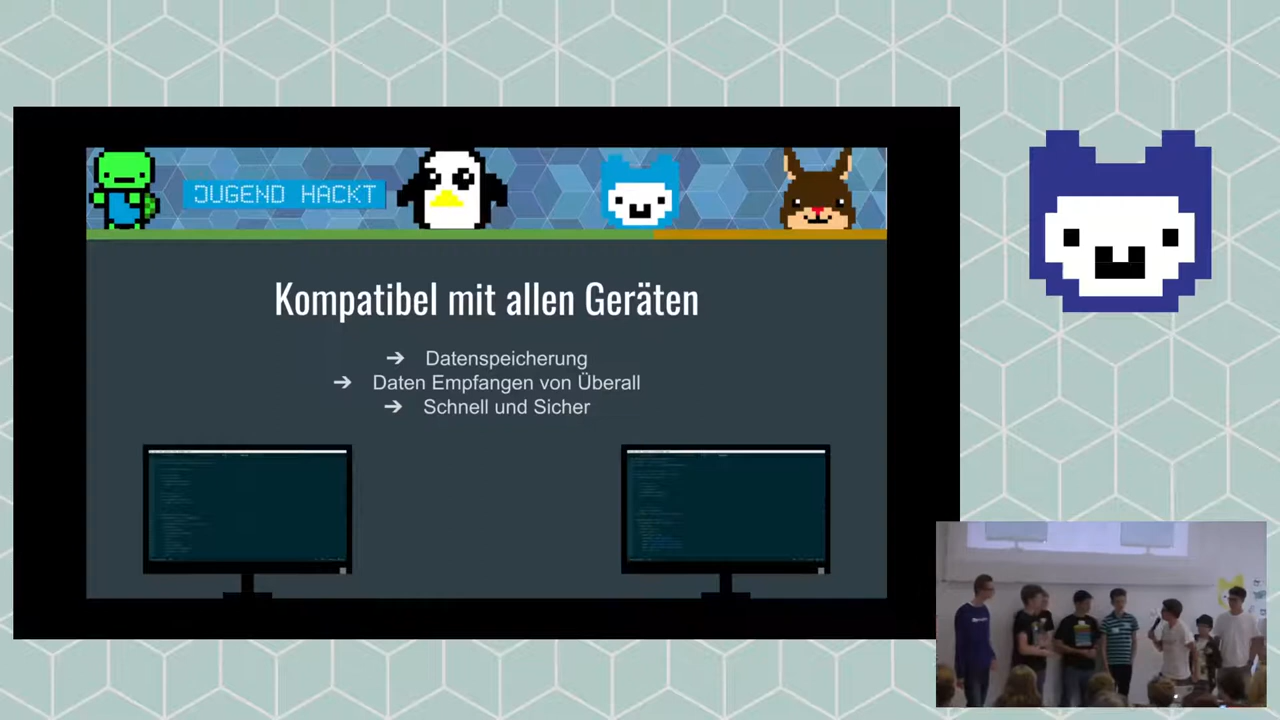 JUGEND HACKT
Kompatibel mit allen Geräten
➔ Datenspeicherung
➔ Daten Empfangen von Überall
➔ Schnell und Sicher